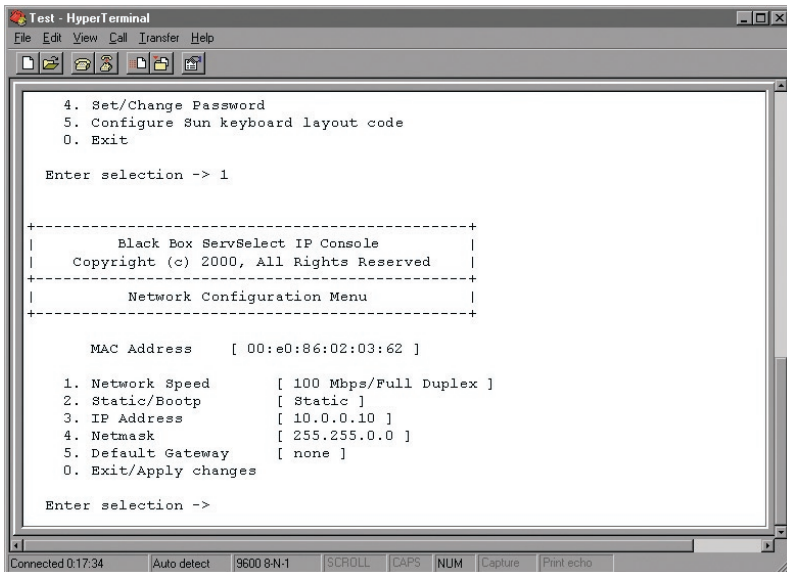 Test - HyperTerminal
File Edit View Call Transfer Help
4. Set/Change Password
5. Configure Sun keyboard layout code
0. Exit
Enter selection -> 1
+-----------------------------------------------+
| Black Box ServSelect IP Console |
| Copyright (c) 2000, All Rights Reserved |
+-----------------------------------------------+
| Network Configuration Menu |
+-----------------------------------------------+
MAC Address [ 00:e0:86:02:03:62 ]
1. Network Speed [ 100 Mbps/Full Duplex ]
2. Static/Bootp [ Static ]
3. IP Address [ 10.0.0.10 ]
4. Netmask [ 255.255.0.0 ]
5. Default Gateway [ none ]
0. Exit/Apply changes
Enter selection ->
Connected 0:17:34 Auto detect 9600 8-N-1 SCROLL CAPS NUM Capture Print echo